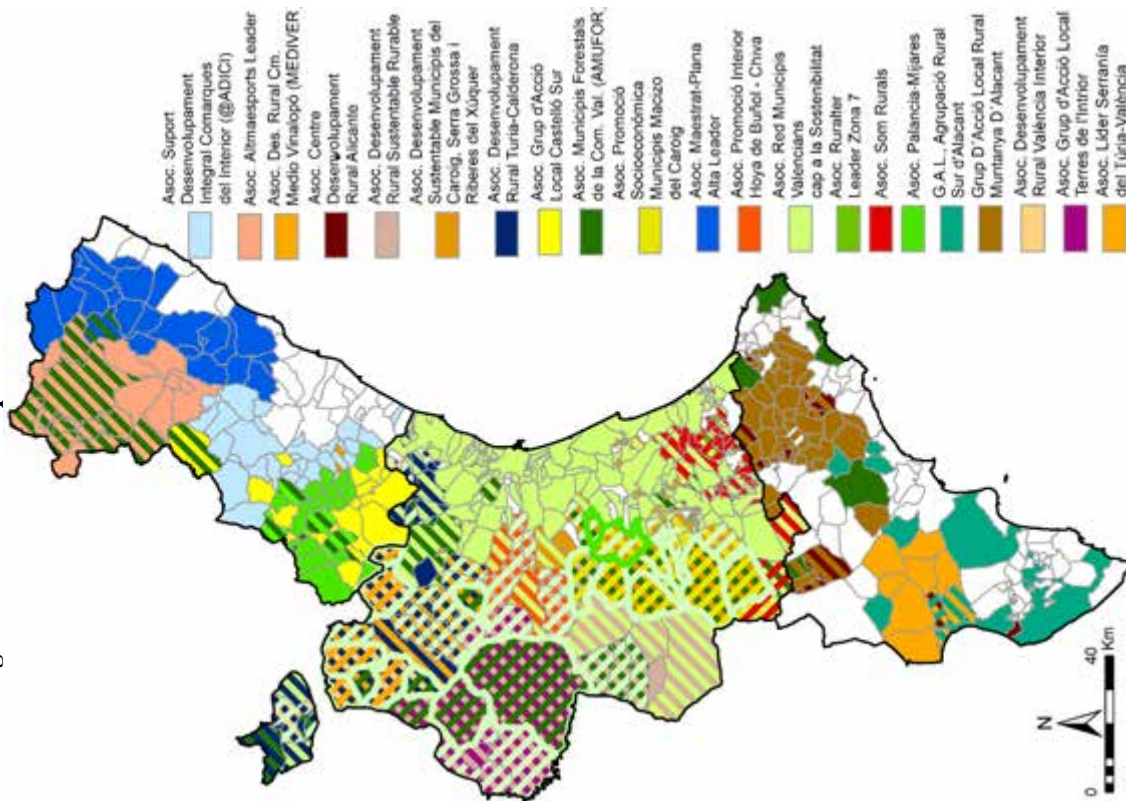 Asoc. Suport
Desenvolupament
Integral Comarques
del Interior (@ADICI)
Asoc. Altmaesports Leader
Asoc. Des. Rural Cm.
Medio Vinalopó (MEDIVER)
Asoc. Centre
Desenvolupament
Rural Alicante
Asoc. Desenvolupament
Rural Sustentable Rurable
Asoc. Desenvolupament
Sustentable Municipis del
Caroig, Serra Grossa i
Riberes del Xúquer
Asoc. Desenvolupament
Rural Turia-Calderona
Asoc. Grup d'Acció
Local Castelló Sur
Asoc. Municipis Forestals
de la Com. Val. (AMUFOR)
Asoc. Promoció
Socioeconómica
Municipis Macizo
del Caroig
Asoc. Maestrat-Plana
Alta Leader
Asoc. Promoció Interior
Hoya de Buñol - Chiva
Asoc. Red Municipis
Valencians
cap a la Sostenibilitat
Asoc. Ruralter
Leader Zona 7
Asoc. Som Rurals
Asoc. Palancia-Mijares
G.A.L., Agrupació Rural
Sur d'Alacant
Grup D'Acció Local Rural
Muntanya D'Alacant
Asoc. Desenvolupament
Rural València Interior
Asoc. Grup d'Acció Local
Terres de l'intrior
Asoc. Líder Serranía
del Túria-València
N
0 40
Km